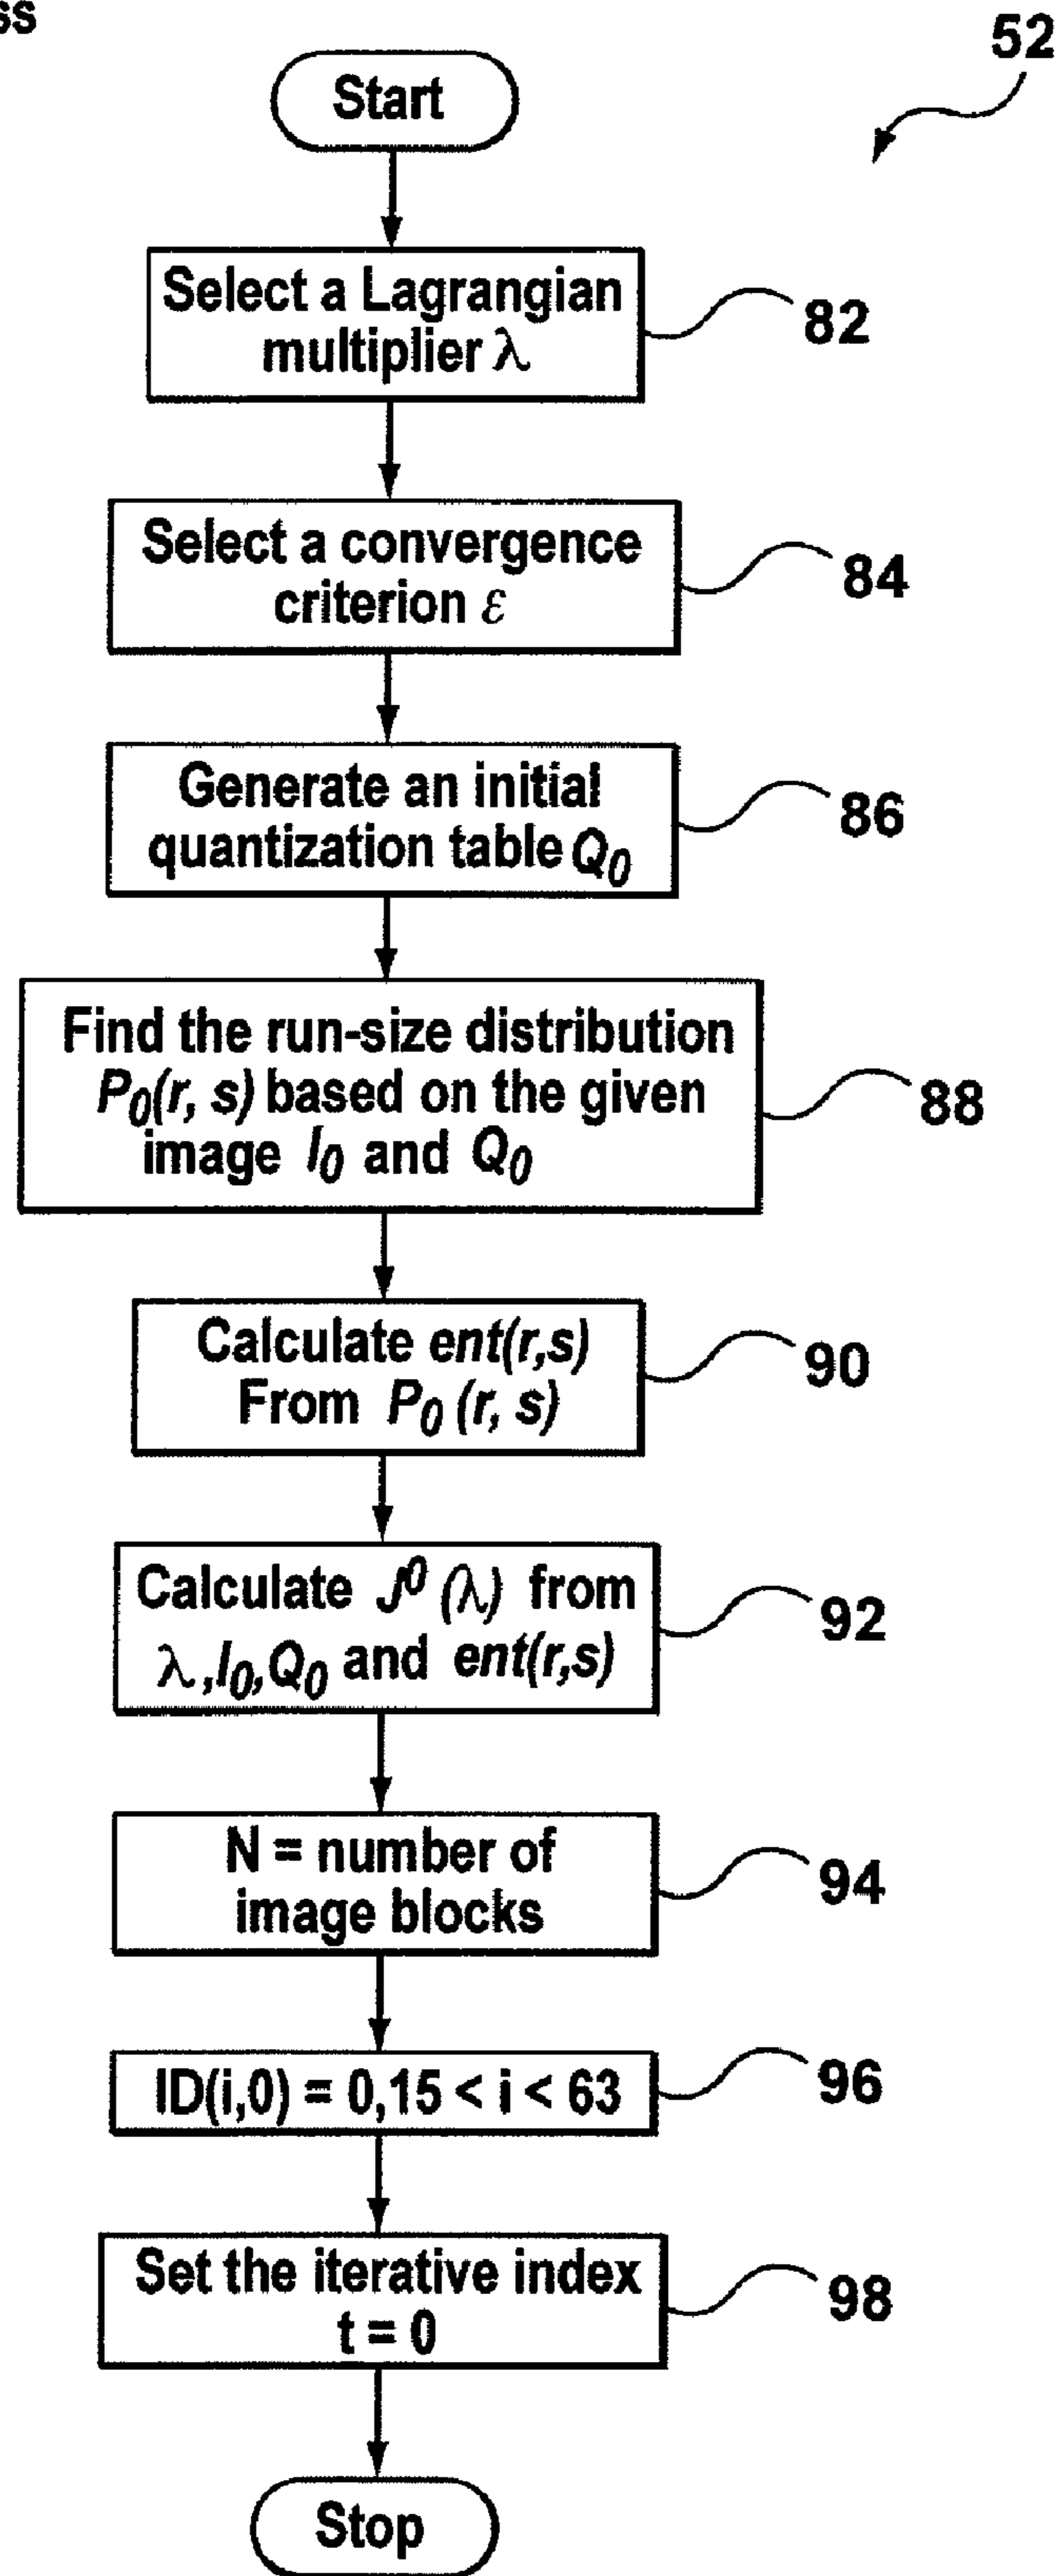 ss
52
Start
Select a Lagrangian
multiplier λ
82
Select a convergence
criterion ε
84
Generate an initial
quantization table Q₀
86
Find the run-size distribution
P₀(r, s) based on the given
image I₀ and Q₀
88
Calculate ent(r,s)
From P₀ (r, s)
90
Calculate J⁰ (λ) from
λ,I₀,Q₀ and ent(r,s)
92
N = number of
image blocks
94
ID(i,0) = 0,15 < i < 63
96
Set the iterative index
t = 0
98
Stop